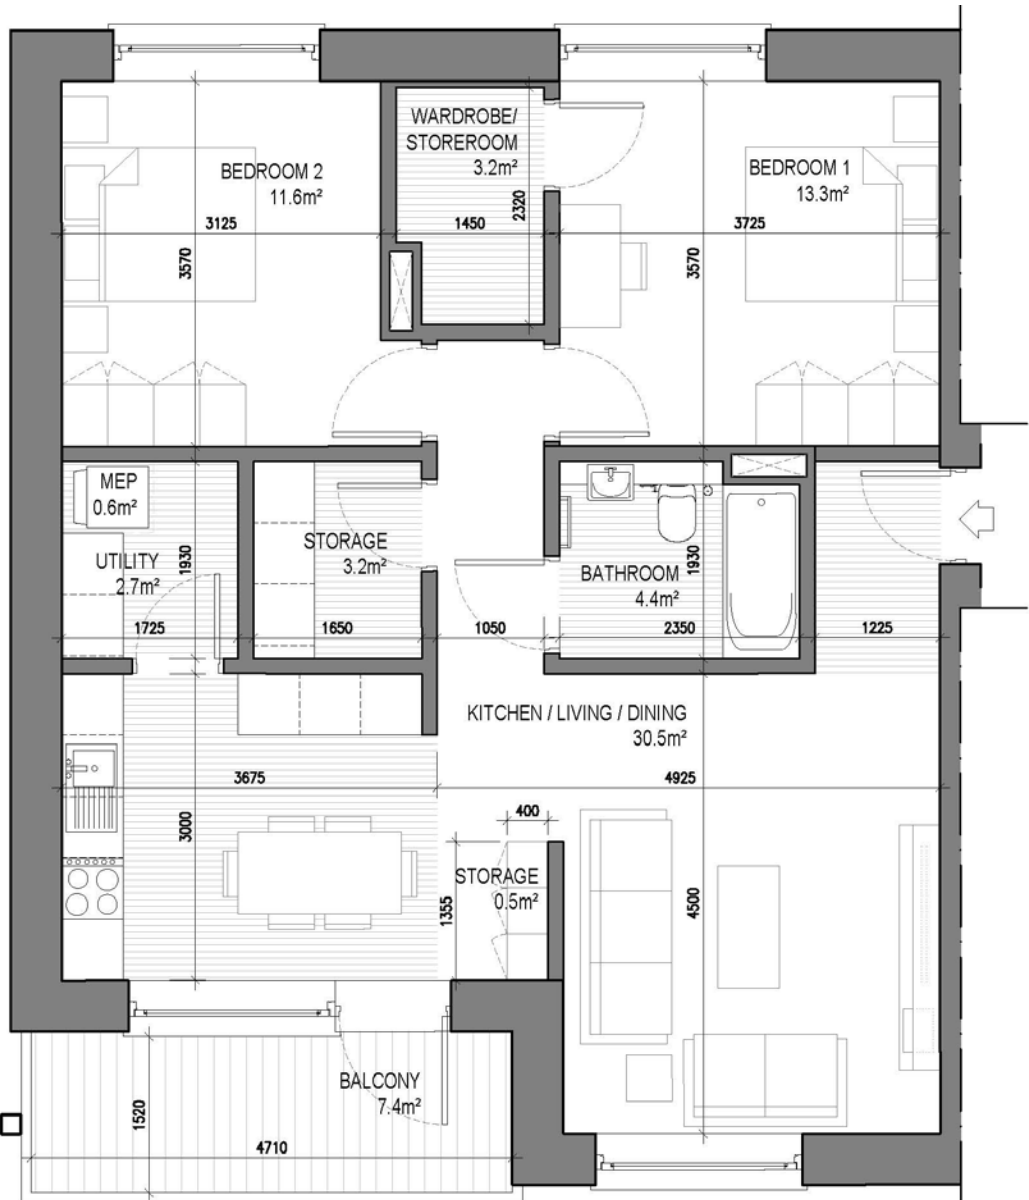 WARDROBE/
STOREROOM
3.2m²
BEDROOM 2
11.6m²
BEDROOM 1
13.3m²
2320
3125
1450
3725
3570
3570
MEP
0.6m²
UTILITY
2.7m²
1930
STORAGE
3.2m²
BATHROOM
4.4m²
1930
1725
1650
1050
2350
1225
KITCHEN / LIVING / DINING
30.5m²
3675
4925
3000
400
STORAGE
0.5m²
1355
4500
BALCONY
7.4m²
1520
4710